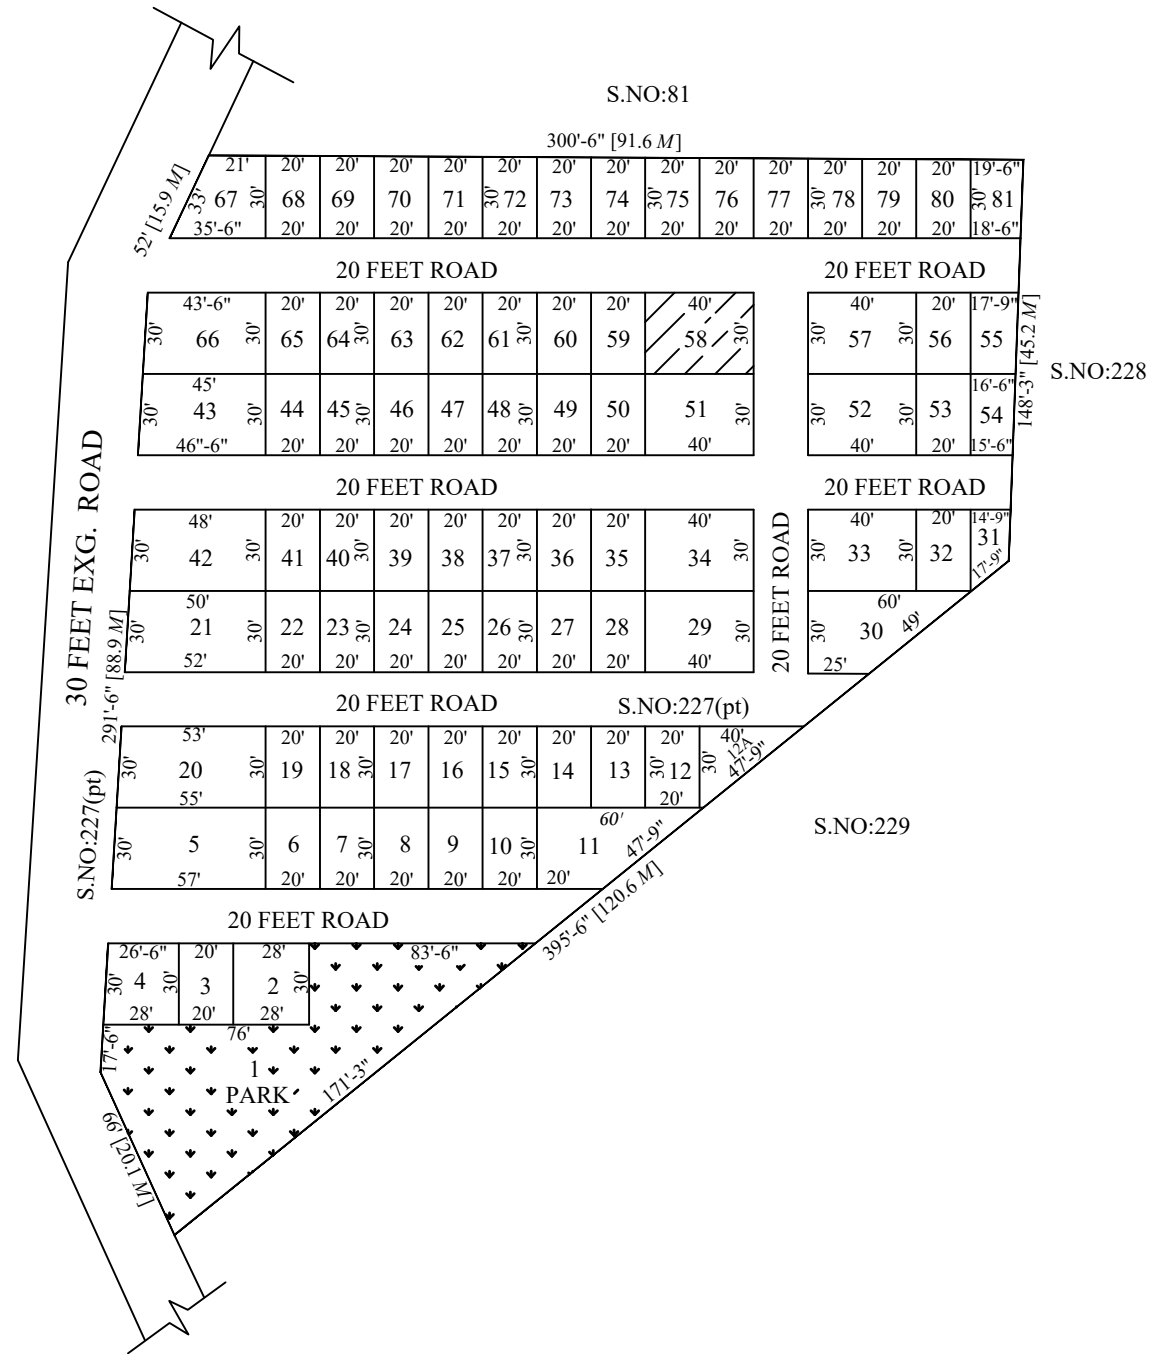 S.NO:81
300'-6" [91.6 M]
21' 20' 20' 20' 20' 20' 20' 20' 20' 20' 20' 20' 20' 20' 19'-6"
52' [15.9 M]
33' 67 30' 68 69 70 71 30' 72 73 74 30' 75 76 77 30' 78 79 80 30' 81
35'-6" 20' 20' 20' 20' 20' 20' 20' 20' 20' 20' 20' 20' 20' 18'-6"
20 FEET ROAD 20 FEET ROAD
43'-6" 20' 20' 20' 20' 20' 20' 20' 40' 40' 20' 17'-9"
30' 66 30' 65 64 30' 63 62 61 30' 60 59 58 30' 30' 57 30' 56 55
148'-3" [45.2 M]
S.NO:228
45' 16'-6"
30' 43 30' 44 45 30' 46 47 48 30' 49 50 51 30' 30' 52 30' 53 54
46"-6" 20' 20' 20' 20' 20' 20' 20' 40' 40' 20' 15'-6"
20 FEET ROAD 20 FEET ROAD
30 FEET EXG. ROAD
48' 20' 20' 20' 20' 20' 20' 20' 40' 40' 20' 14'-9"
30' 42 30' 41 40 30' 39 38 37 30' 36 35 34 30' 30' 33 30' 32 31
17'-9"
20 FEET ROAD
50' 60'
30' 21 30' 22 23 30' 24 25 26 30' 27 28 29 30' 30' 30 49'
52' 20' 20' 20' 20' 20' 20' 20' 40' 25'
291'-6" [88.9 M]
20 FEET ROAD S.NO:227(pt)
53' 20' 20' 20' 20' 20' 20' 20' 20' 40'
30' 20 30' 19 18 30' 17 16 15 30' 14 13 30' 12 30' 12A 47'-9"
55' 20'
S.NO:227(pt)
S.NO:229
60'
30' 5 30' 6 7 30' 8 9 10 30' 11 47'-9"
57' 20' 20' 20' 20' 20' 20'
395'-6" [120.6 M]
20 FEET ROAD
26'-6" 20' 28' 83'-6"
30' 4 30' 3 2 30'
28' 20' 28'
76'
17'-6"
1
PARK
171'-3"
66' [20.1 M]